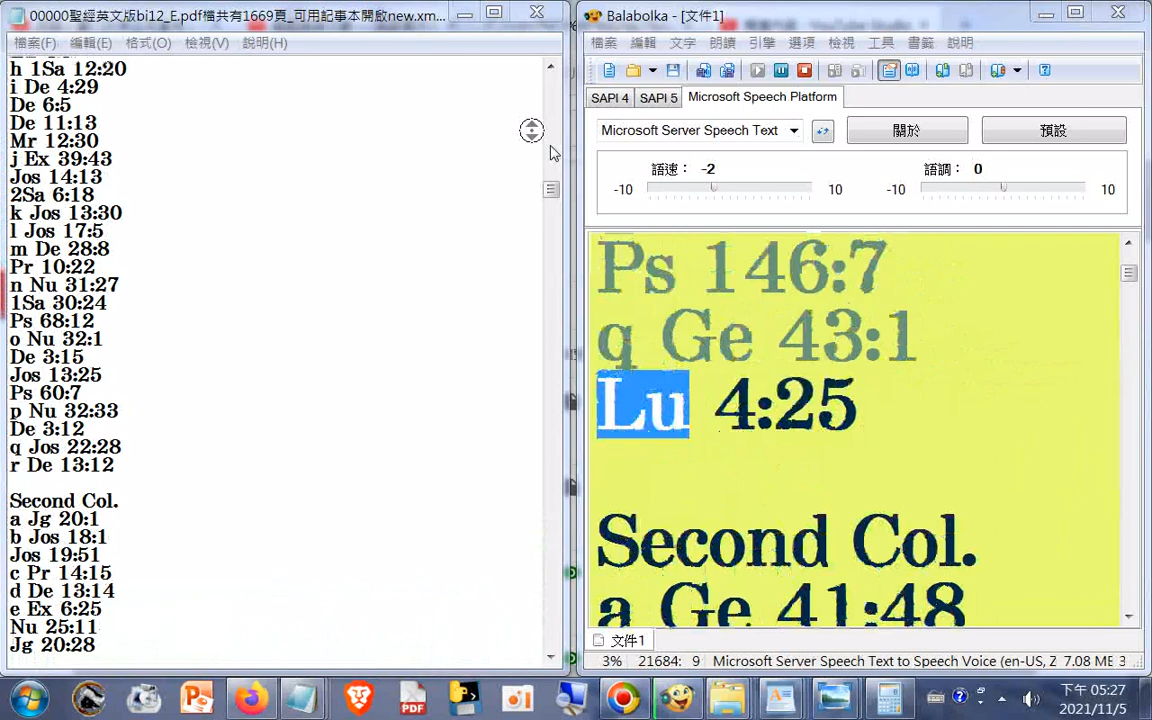 00000聖經英文版bi12_E.pdf檔共有1669頁_可用記事本開啟new.xm...
檔案(F) 編輯(E) 格式(O) 檢視(V) 說明(H)
h 1Sa 12:20
i De 4:29
De 6:5
De 11:13
Mr 12:30
j Ex 39:43
Jos 14:13
2Sa 6:18
k Jos 13:30
l Jos 17:5
m De 28:8
Pr 10:22
n Nu 31:27
1Sa 30:24
Ps 68:12
o Nu 32:1
De 3:15
Jos 13:25
Ps 60:7
p Nu 32:33
De 3:12
q Jos 22:28
r De 13:12
Second Col.
a Jg 20:1
b Jos 18:1
Jos 19:51
c Pr 14:15
d De 13:14
e Ex 6:25
Nu 25:11
Jg 20:28
Balabolka - [文件1]
檔案 編輯 文字 朗讀 引擎 選項 檢視 工具 書籤 說明
SAPI 4 SAPI 5 Microsoft Speech Platform
Microsoft Server Speech Text 關於 預設
語速： -2 語調： 0
-10 10 -10 10
Ps 146:7
q Ge 43:1
Lu 4:25
Second Col.
a Ge 41:48
文件1
3% 21684: 9 Microsoft Server Speech Text to Speech Voice (en-US, Z 7.08 MB 3
PDF
下午 05:27
2021/11/5